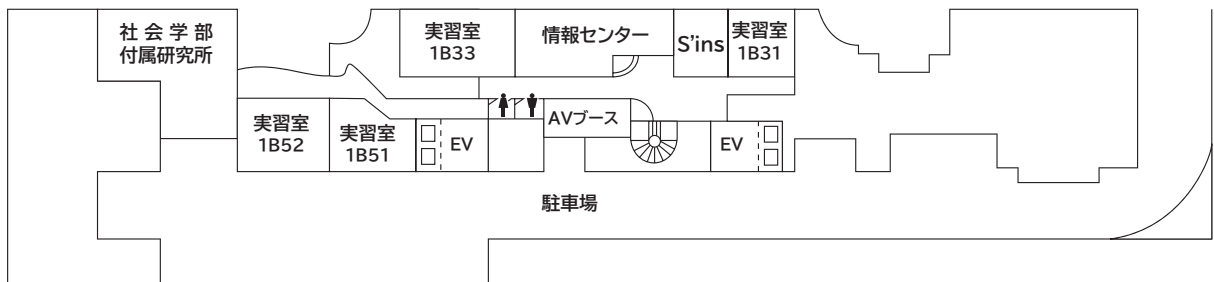 社会学部
付属研究所
実習室
1B33
情報センター
S'ins
実習室
1B31
実習室
1B52
実習室
1B51
EV
AVブース
EV
駐車場